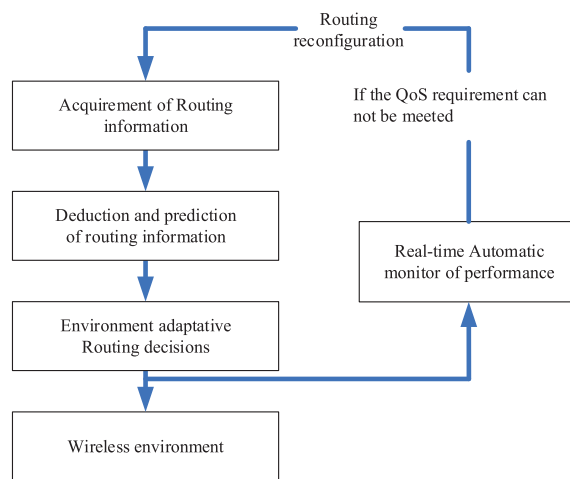 Routing
reconfiguration
Acquirement of Routing
information
If the QoS requirement can
not be meeted
Deduction and prediction
of routing information
Real-time Automatic
monitor of performance
Environment adaptative
Routing decisions
Wireless environment